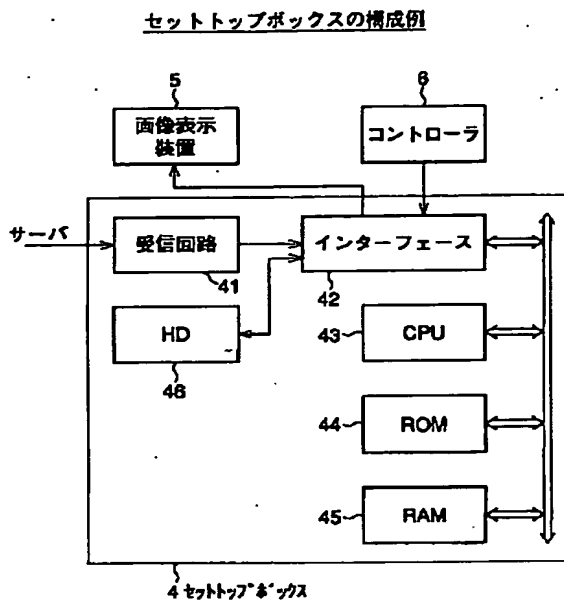 セットトップボックスの構成例
5
6
画像表示
装置
コントローラ
サーバ
受信回路
インターフェース
41
42
HD
46
43
CPU
44
ROM
45
RAM
4 セットトップボックス